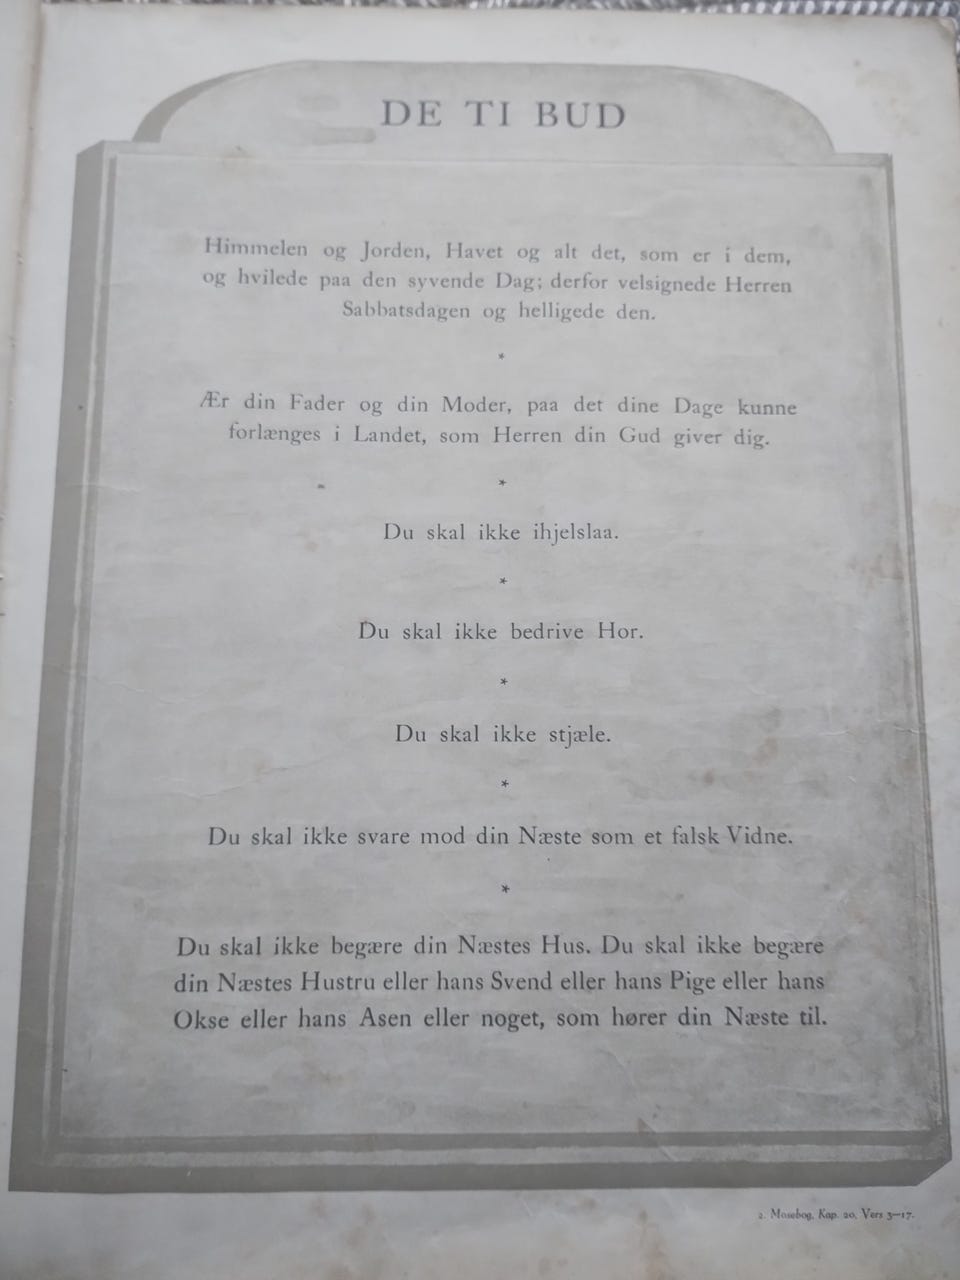 DE TI BUD
Himmelen og Jorden, Havet og alt det, som er i dem,
og hvilede paa den syvende Dag; derfor velsignede Herren
Sabbatsdagen og helligede den.
*
Ær din Fader og din Moder, paa det dine Dage kunne
forlænges i Landet, som Herren din Gud giver dig.
*
Du skal ikke ihjelslaa.
*
Du skal ikke bedrive Hor.
*
Du skal ikke stjæle.
*
Du skal ikke svare mod din Næste som et falsk Vidne.
*
Du skal ikke begære din Næstes Hus. Du skal ikke begære
din Næstes Hustru eller hans Svend eller hans Pige eller hans
Okse eller hans Asen eller noget, som hører din Næste til.
2. Mosebog, Kap. 20, Vers 3—17.